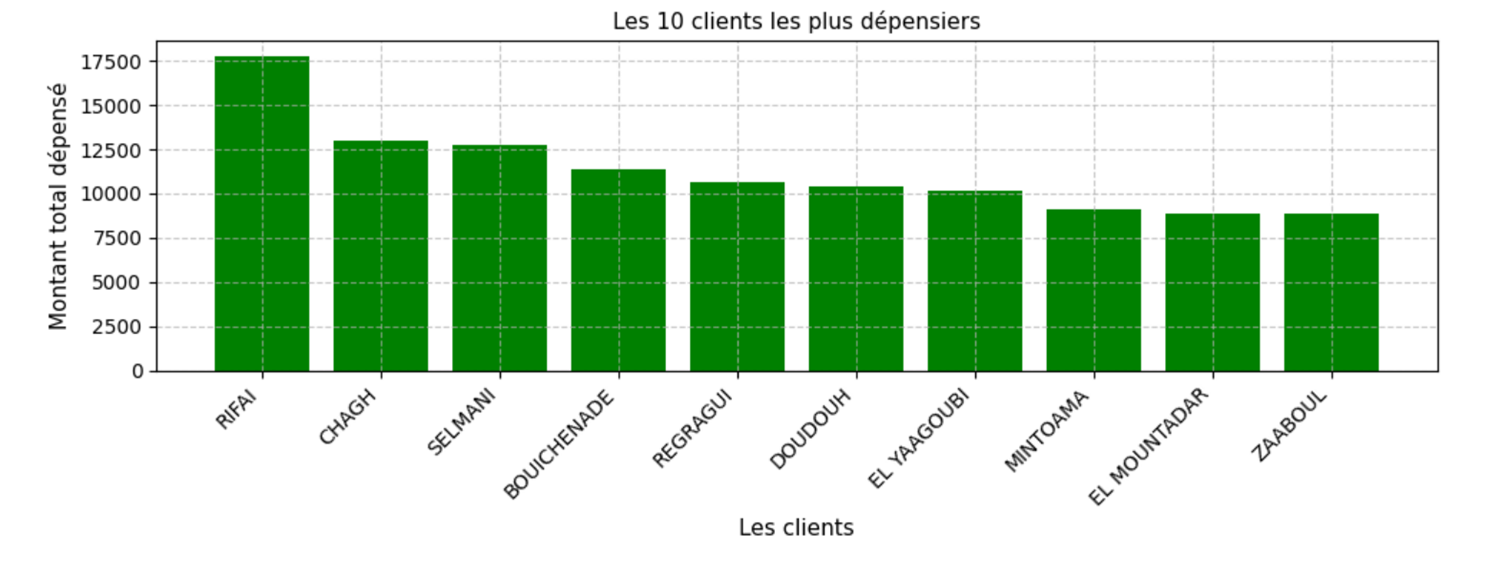 Les 10 clients les plus dépensiers
Montant total dépensé
17500
15000
12500
10000
7500
5000
2500
0
RIFAI
CHAGH
SELMANI
BOUICHENADE
REGRAGUI
DOUDOUH
EL YAAGOUBI
MINTOAMA
EL MOUNTADAR
ZAABOUL
Les clients